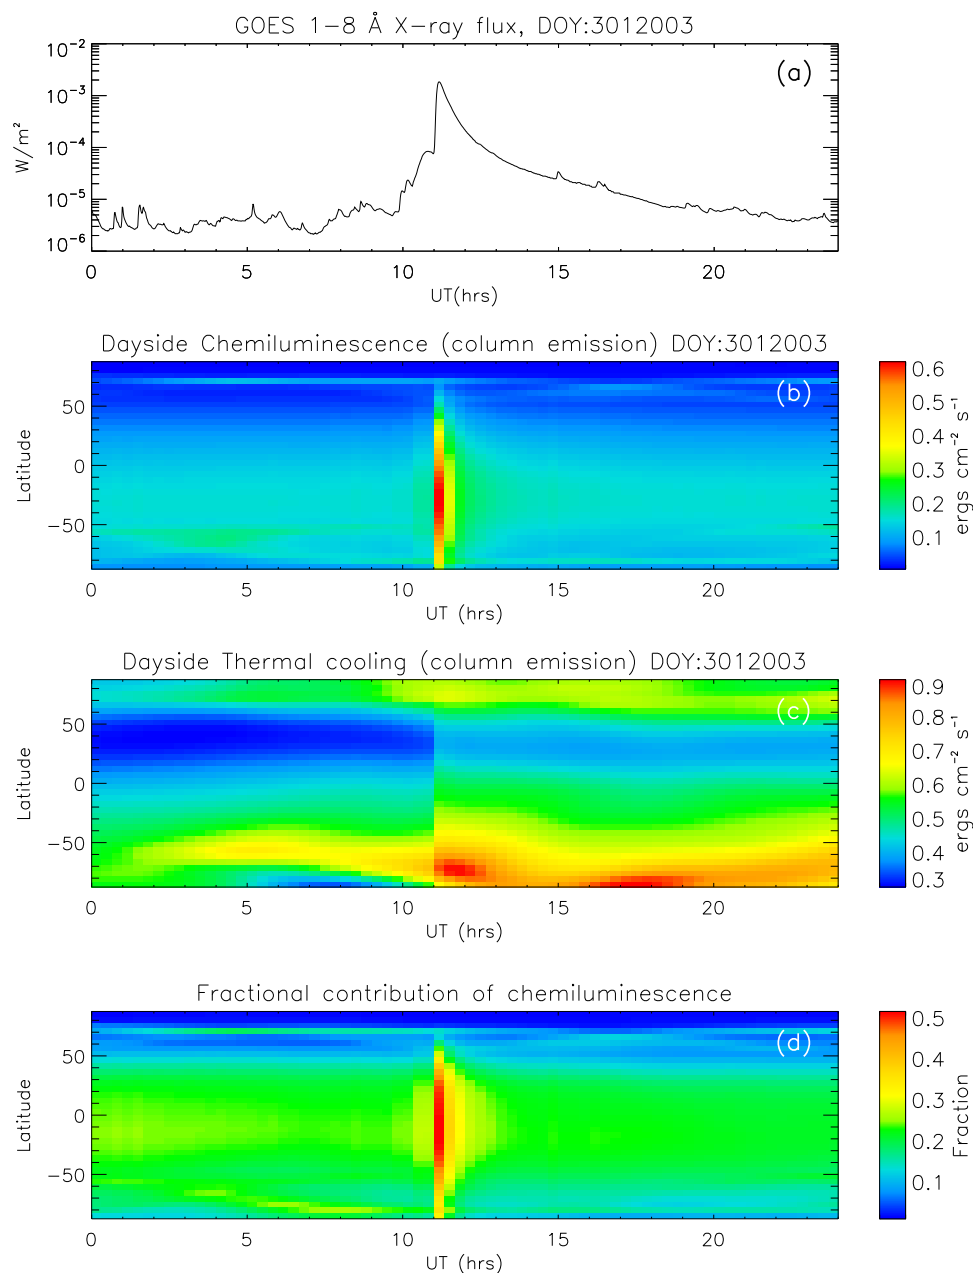 GOES 1−8 Å X−ray flux, DOY:3012003
(a)
10⁻²
10⁻³
10⁻⁴
10⁻⁵
10⁻⁶
W/m²
0 5 10 15 20
UT(hrs)
Dayside Chemiluminescence (column emission) DOY:3012003
(b)
50
0
−50
Latitude
0 5 10 15 20
UT (hrs)
0.6
0.5
0.4
0.3
0.2
0.1
ergs cm⁻² s⁻¹
Dayside Thermal cooling (column emission) DOY:3012003
(c)
50
0
−50
Latitude
0 5 10 15 20
UT (hrs)
0.9
0.8
0.7
0.6
0.5
0.4
0.3
ergs cm⁻² s⁻¹
Fractional contribution of chemiluminescence
(d)
50
0
−50
Latitude
0 5 10 15 20
UT (hrs)
0.5
0.4
0.3
0.2
0.1
Fraction